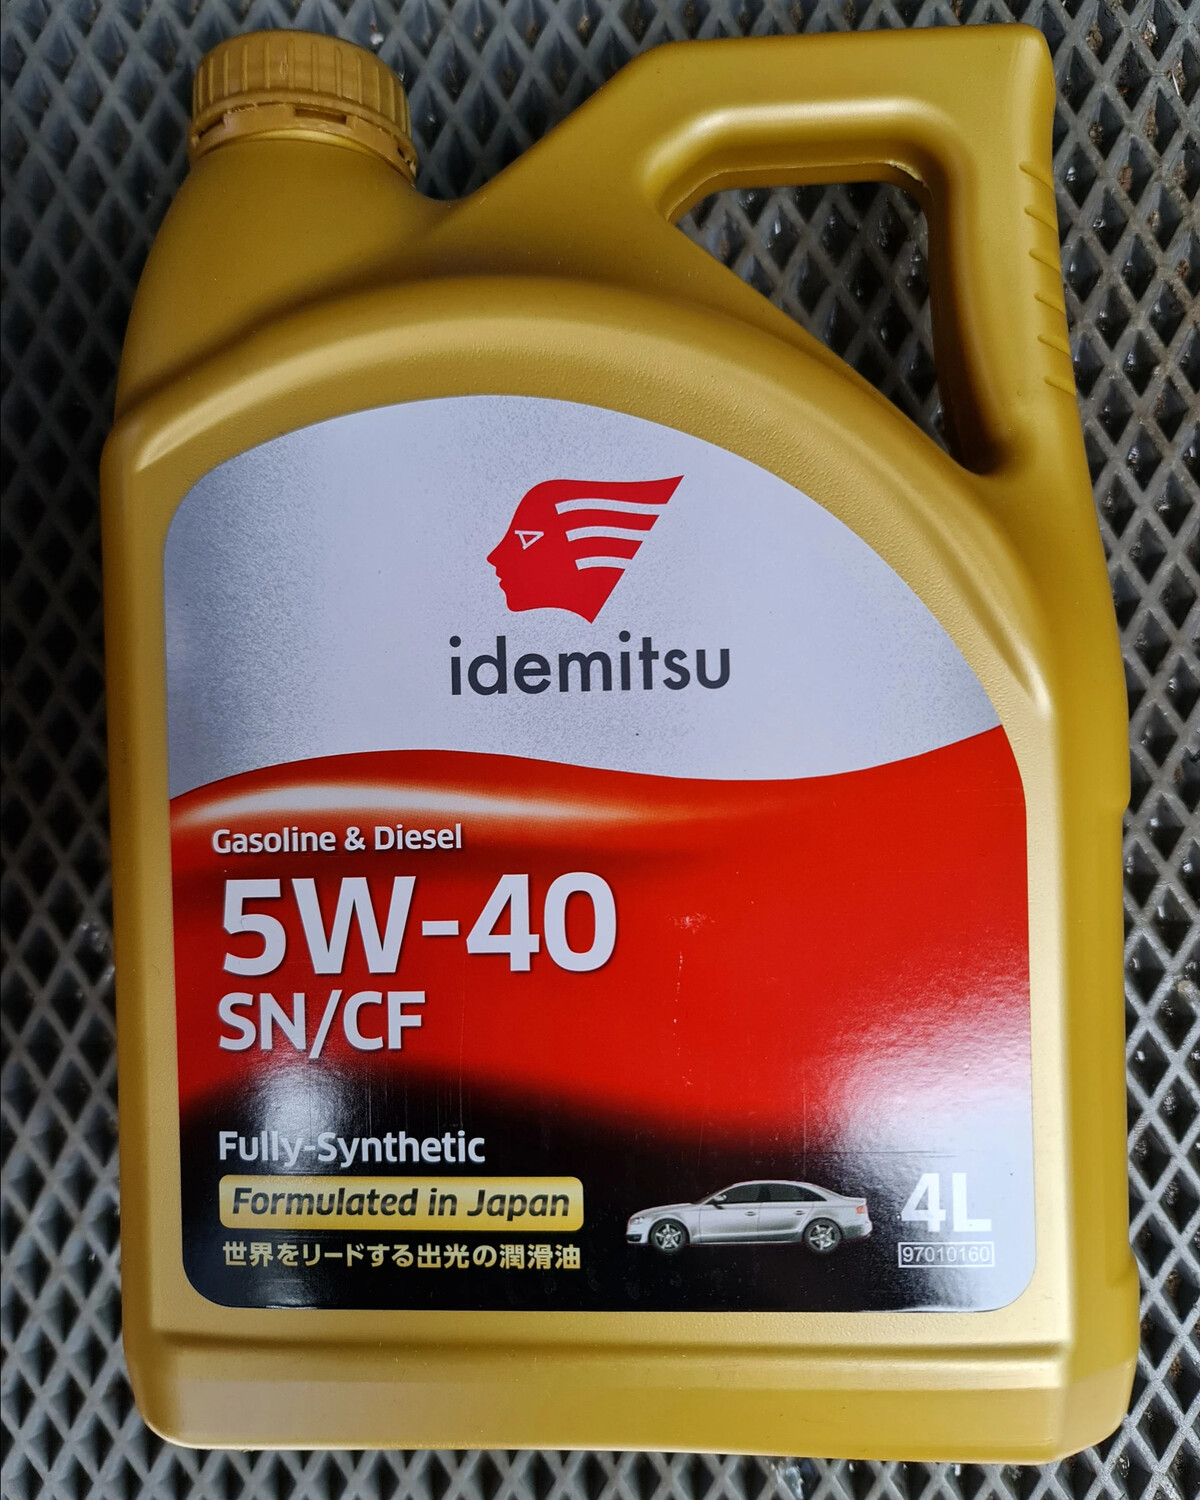 idemitsu
Gasoline & Diesel
5W-40
SN/CF
Fully-Synthetic
Formulated in Japan
世界をリードする出光の潤滑油
4L
97010160